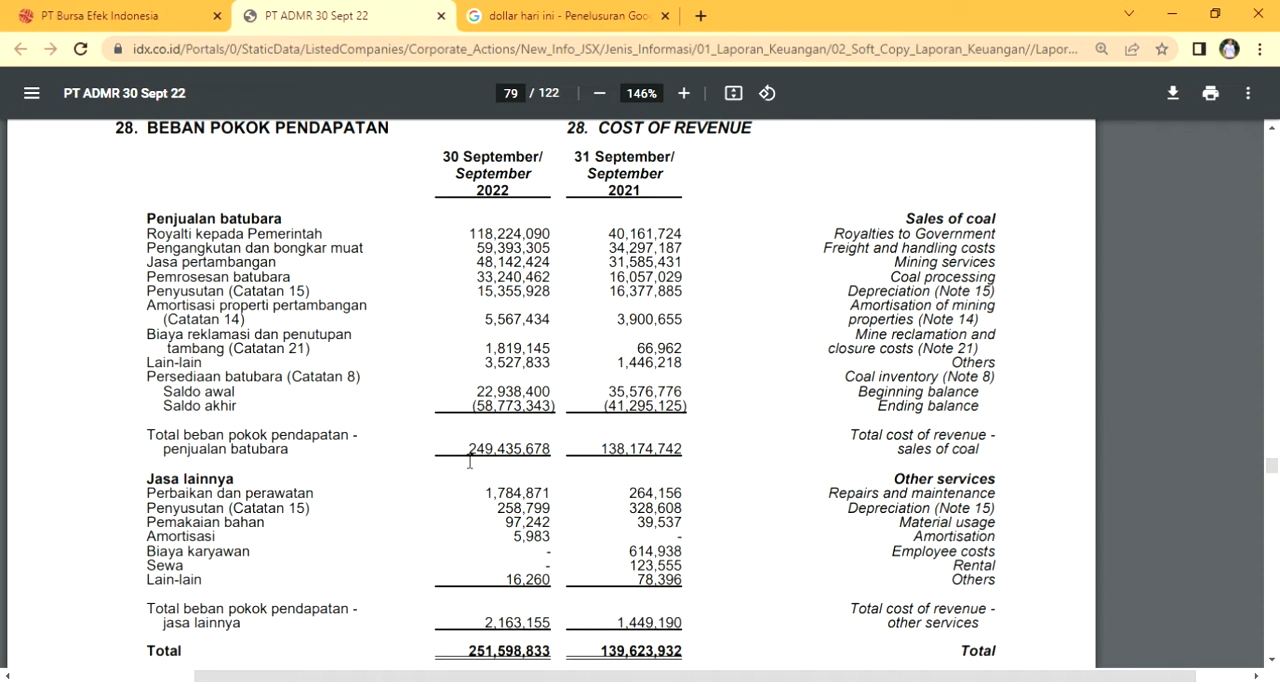 PT Bursa Efek Indonesia
PT ADMR 30 Sept 22
dollar hari ini - Penelusuran Goo
idx.co.id/Portals/0/StaticData/ListedCompanies/Corporate_Actions/New_Info_JSX/Jenis_Informasi/01_Laporan_Keuangan/02_Soft_Copy_Laporan_Keuangan//Lapor...
PT ADMR 30 Sept 22 79 / 122 146%
28. BEBAN POKOK PENDAPATAN 28. COST OF REVENUE
30 September/ 31 September/
September September
2022 2021
Penjualan batubara Sales of coal
Royalti kepada Pemerintah 118,224,090 40,161,724 Royalties to Government
Pengangkutan dan bongkar muat 59,393,305 34,297,187 Freight and handling costs
Jasa pertambangan 48,142,424 31,585,431 Mining services
Pemrosesan batubara 33,240,462 16,057,029 Coal processing
Penyusutan (Catatan 15) 15,355,928 16,377,885 Depreciation (Note 15)
Amortisasi properti pertambangan Amortisation of mining
(Catatan 14) 5,567,434 3,900,655 properties (Note 14)
Biaya reklamasi dan penutupan Mine reclamation and
tambang (Catatan 21) 1,819,145 66,962 closure costs (Note 21)
Lain-lain 3,527,833 1,446,218 Others
Persediaan batubara (Catatan 8) Coal inventory (Note 8)
Saldo awal 22,938,400 35,576,776 Beginning balance
Saldo akhir (58,773,343) (41,295,125) Ending balance
Total beban pokok pendapatan - Total cost of revenue -
penjualan batubara 249,435,678 138,174,742 sales of coal
Jasa lainnya Other services
Perbaikan dan perawatan 1,784,871 264,156 Repairs and maintenance
Penyusutan (Catatan 15) 258,799 328,608 Depreciation (Note 15)
Pemakaian bahan 97,242 39,537 Material usage
Amortisasi 5,983 - Amortisation
Biaya karyawan - 614,938 Employee costs
Sewa - 123,555 Rental
Lain-lain 16,260 78,396 Others
Total beban pokok pendapatan - Total cost of revenue -
jasa lainnya 2,163,155 1,449,190 other services
Total 251,598,833 139,623,932 Total